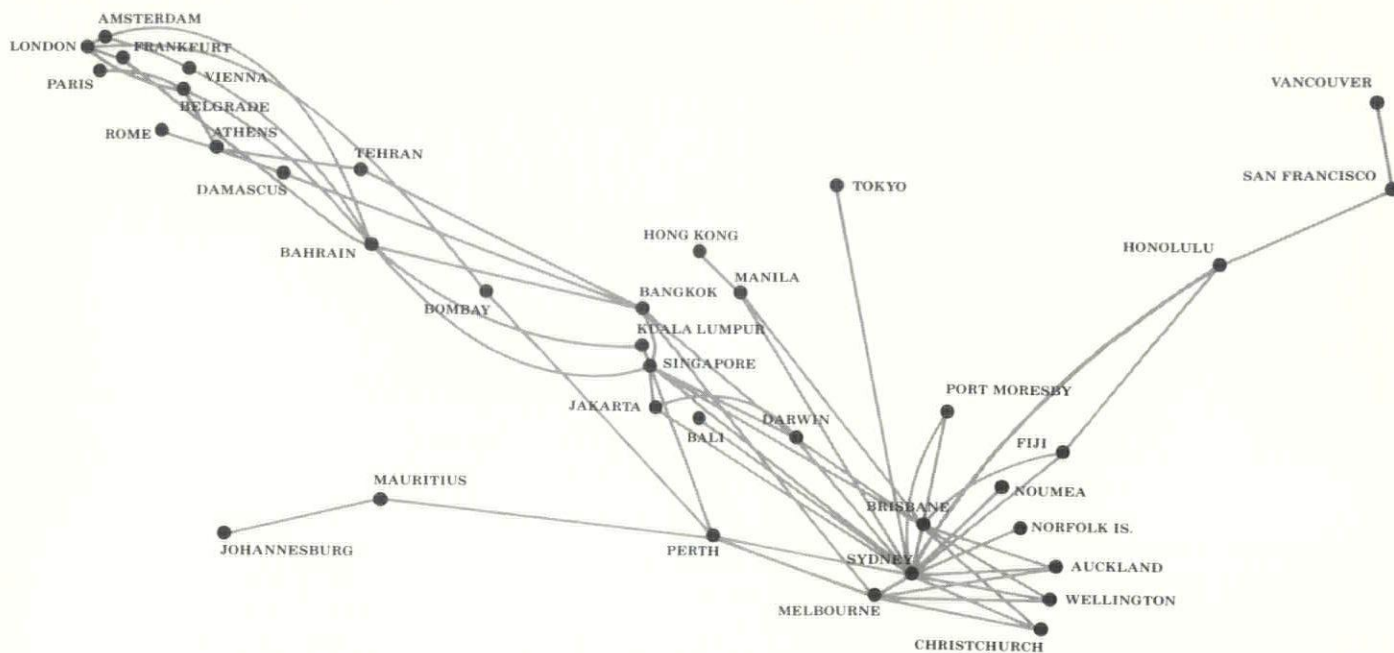 AMSTERDAM
LONDON
FRANKFURT
PARIS
VIENNA
BELGRADE
ROME
ATHENS
TEHRAN
DAMASCUS
BAHRAIN
BOMBAY
TOKYO
HONG KONG
MANILA
BANGKOK
KUALA LUMPUR
SINGAPORE
JAKARTA
BALI
DARWIN
VANCOUVER
SAN FRANCISCO
HONOLULU
PORT MORESBY
FIJI
NOUMEA
BRISBANE
NORFOLK IS.
MAURITIUS
JOHANNESBURG
PERTH
SYDNEY
AUCKLAND
MELBOURNE
WELLINGTON
CHRISTCHURCH